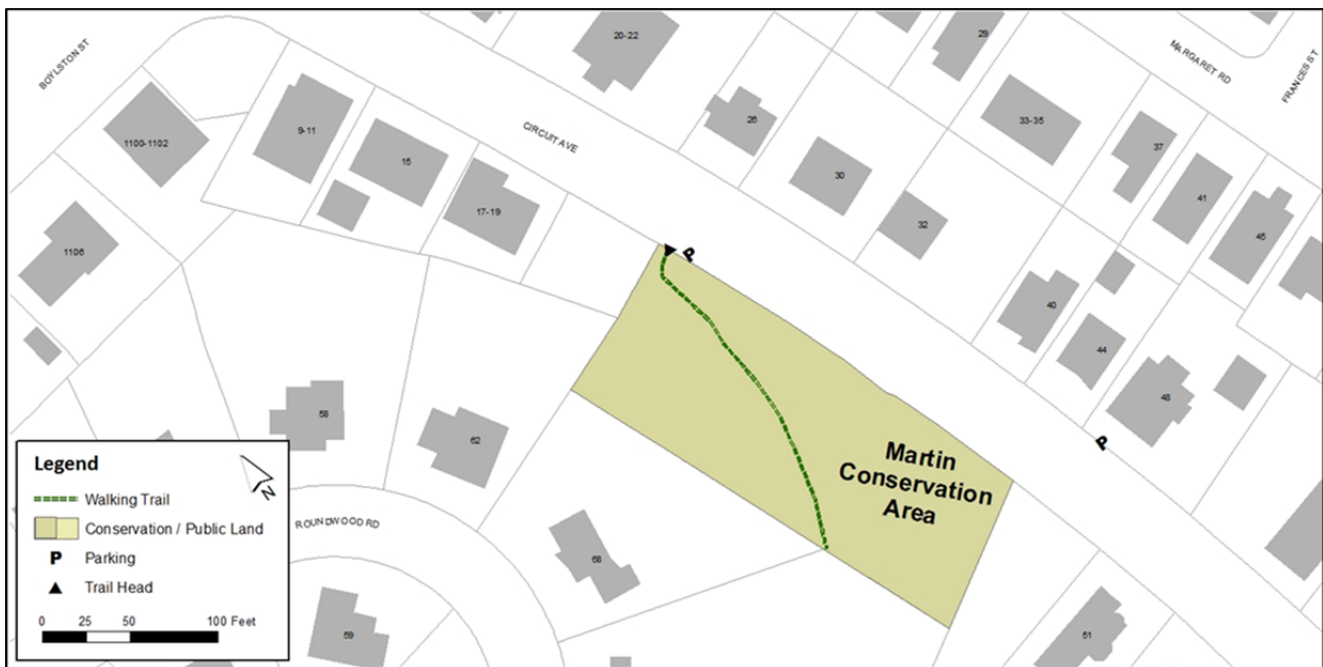 BOYLSTON ST
20-22
29
MARGARET RD
FRANCES ST
1100-1102
9-11
15
CIRCUIT AVE
26
33-35
37
17-19
30
32
41
45
1106
P
40
44
48
58
62
P
Martin
Conservation
Area
ROUNDWOOD RD
68
59
51
Legend
N
Walking Trail
Conservation / Public Land
P Parking
Trail Head
0 25 50 100 Feet